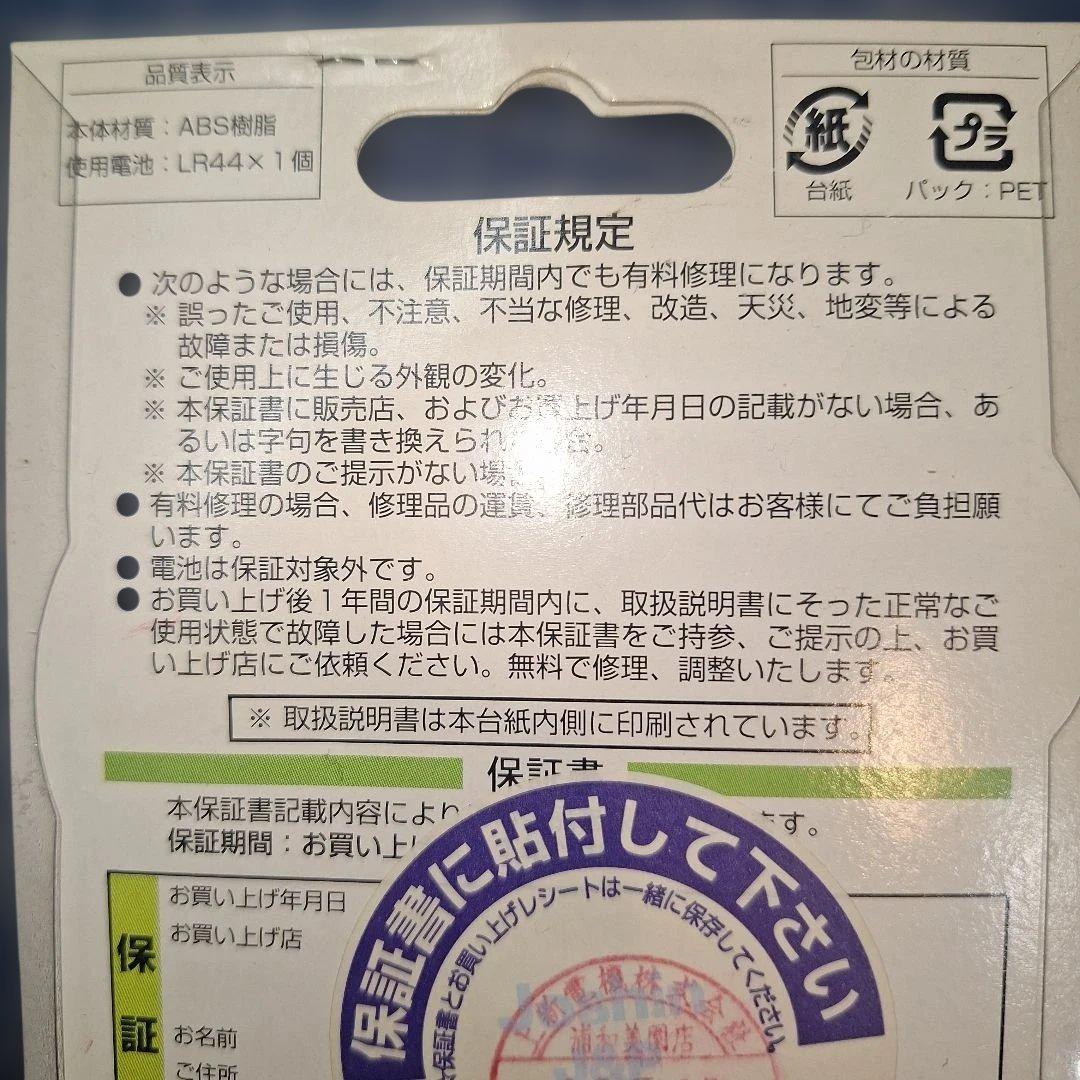 品質表示
本体材質：ABS樹脂
使用電池：LR44×1個
包材の材質
紙
プラ
台紙
パック：PET
保証規定
● 次のような場合には、保証期間内でも有料修理になります。
※ 誤ったご使用、不注意、不当な修理、改造、天災、地変等による
故障または損傷。
※ ご使用上に生じる外観の変化。
※ 本保証書に販売店、およびお買上げ年月日の記載がない場合、あ
るいは字句を書き換えられ 合。
※ 本保証書のご提示がない場
● 有料修理の場合、修理品の運賃、修理部品代はお客様にてご負担願
います。
● 電池は保証対象外です。
● お買い上げ後1年間の保証期間内に、取扱説明書にそった正常なご
使用状態で故障した場合には本保証書をご持参、ご提示の上、お買
い上げ店にご依頼ください。無料で修理、調整いたします。
※ 取扱説明書は本台紙内側に印刷されています。
保証書
本保証書記載内容により ます。
保証期間：お買い上げ
保証書に貼付して下さい
☆保証書とお買い上げレシートは一緒に保存してください。
お買い上げ年月日
お買い上げ店
保証
電機株式会社
浦和美園店
お名前
ご住所